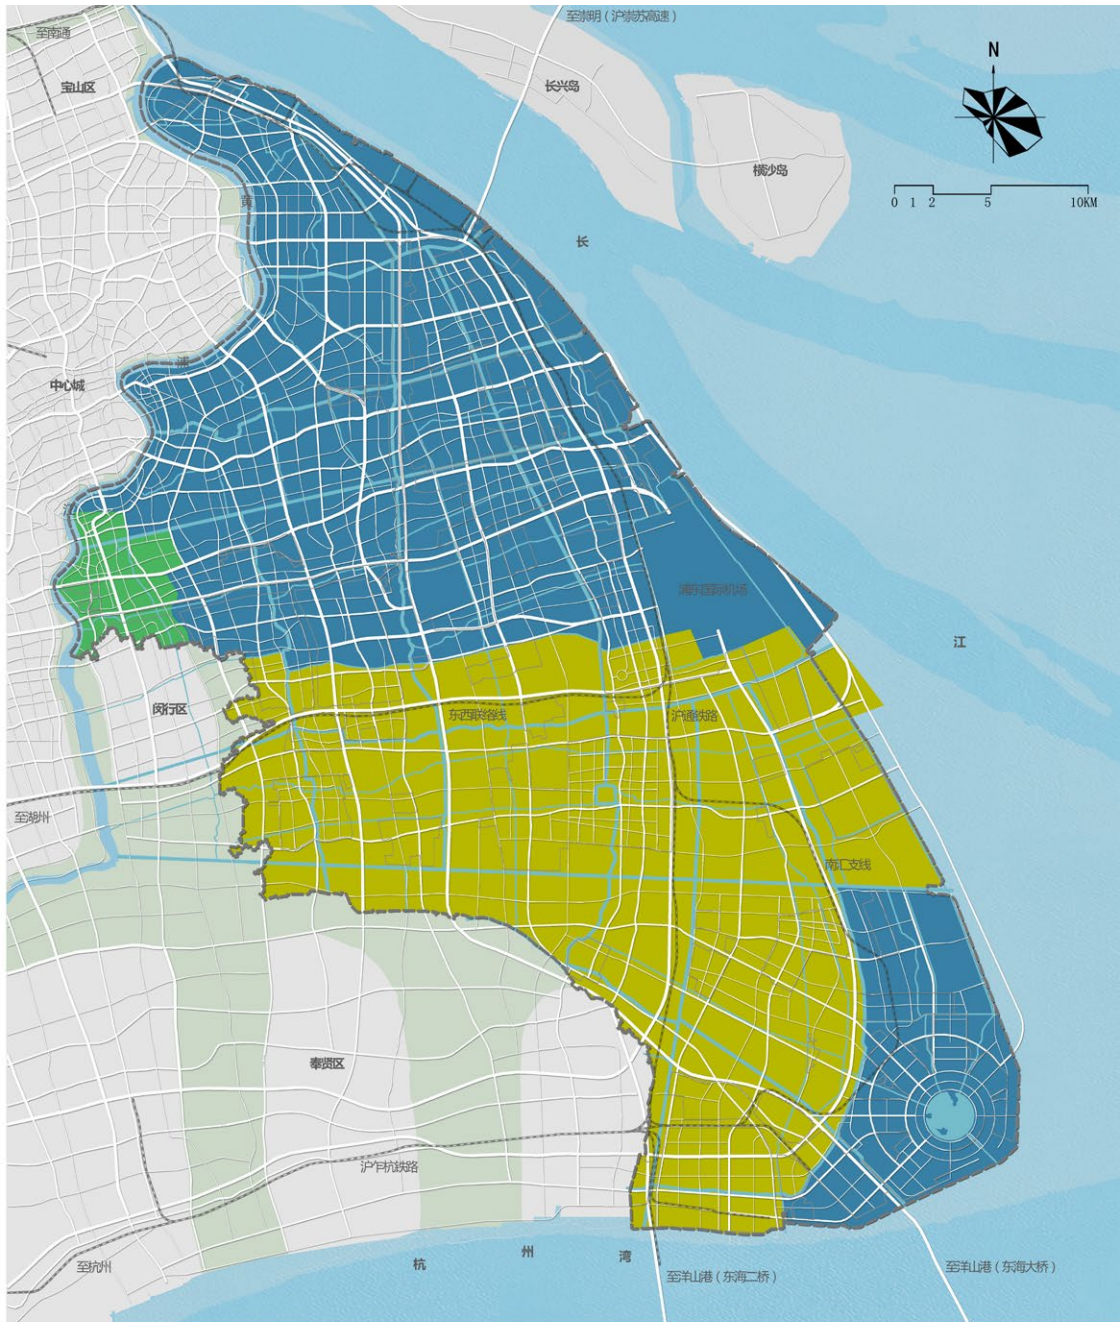 至崇明（沪崇苏高速）
至南通
宝山区
长兴岛
N
横沙岛
0 1 2 5 10KM
黄
长
浦
中心城
江
浦东国际机场
江
闵行区
东西联络线
沪通铁路
至湖州
南汇支线
奉贤区
沪乍杭铁路
杭
州
湾
至杭州
至洋山港（东海二桥）
至洋山港（东海大桥）